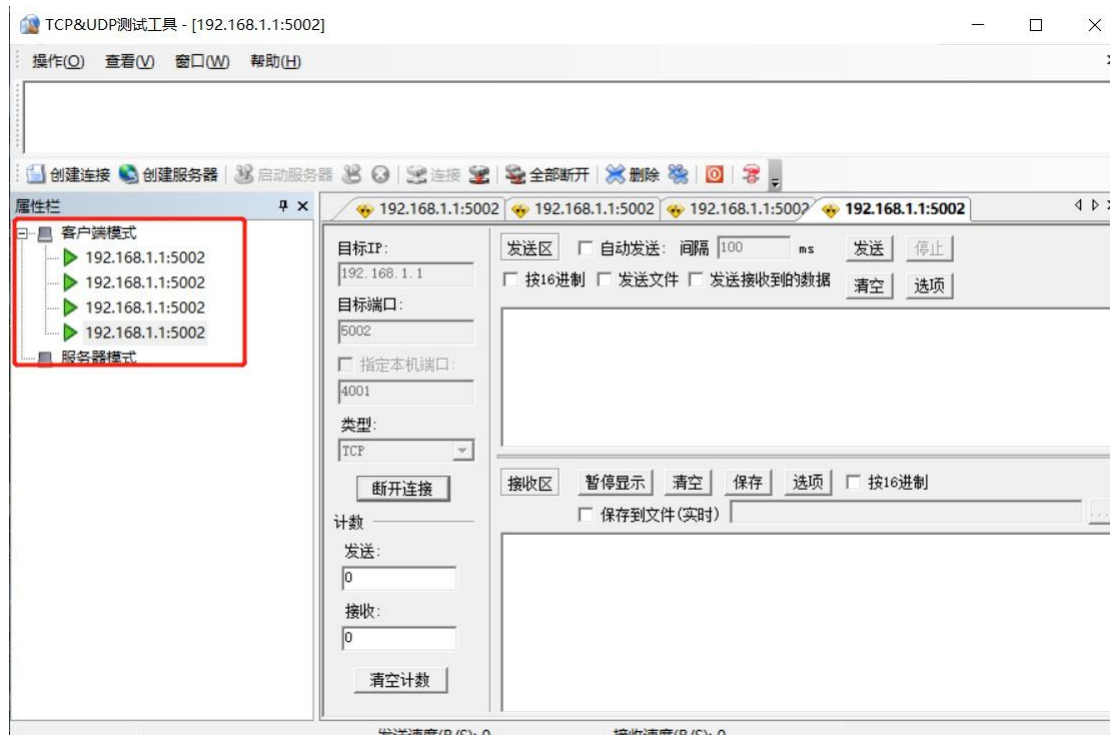 TCP&UDP测试工具 - [192.168.1.1:5002]
操作(O) 查看(V) 窗口(W) 帮助(H)
创建连接 创建服务器 启动服务器 连接 全部断开 删除
属性栏
客户端模式
192.168.1.1:5002
192.168.1.1:5002
192.168.1.1:5002
192.168.1.1:5002
服务器模式
192.168.1.1:5002 192.168.1.1:5002 192.168.1.1:5002 192.168.1.1:5002
目标IP:
192.168.1.1
目标端口:
5002
指定本机端口:
4001
类型:
TCP
断开连接
计数
发送:
0
接收:
0
清空计数
发送区 自动发送: 间隔 100 ms 发送 停止
按16进制 发送文件 发送接收到的数据 清空 选项
接收区 暂停显示 清空 保存 选项 按16进制
保存到文件(实时) ...
发送速度(B/S): 0 接收速度(B/S): 0